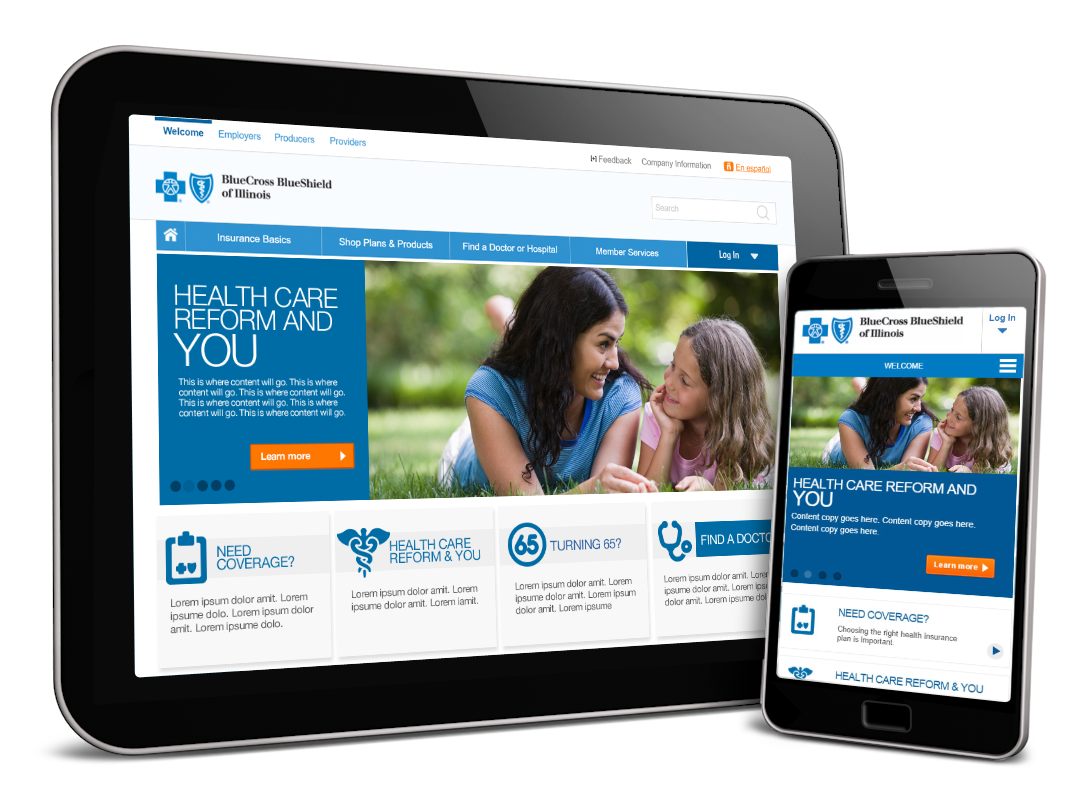 Welcome
Employers
Producers
Providers
Feedback
Company Information
En español
BlueCross BlueShield
of Illinois
Search
Insurance Basics
Shop Plans & Products
Find a Doctor or Hospital
Member Services
Log In
HEALTH CARE
REFORM AND
YOU
This is where content will go. This is where
content will go. This is where content will go.
This is where content will go. This is where
content will go. This is where content will go.
Learn more
NEED
COVERAGE?
Lorem ipsum dolor amit. Lorem
ipsume dolo. Lorem ipsum dolor
amit. Lorem ipsume dolo.
HEALTH CARE
REFORM & YOU
Lorem ipsum dolor amit. Lorem
ipsume dolor amit. Lorem iamit.
65
TURNING 65?
Lorem ipsum dolor amit. Lorem
ipsume dolor amit. Lorem ipsum
dolor amit. Lorem ipsume
FIND A DOCTO
Lorem ipsum dolor amit. Lorem
ipsume dolor amit. Lorem ipsum
dolor amit. Lorem ipsume
BlueCross BlueShield
of Illinois
Log In
WELCOME
HEALTH CARE REFORM AND
YOU
Content copy goes here. Content copy goes here.
Content copy goes here.
Learn more
NEED COVERAGE?
Choosing the right health insurance
plan is Important.
HEALTH CARE REFORM & YOU